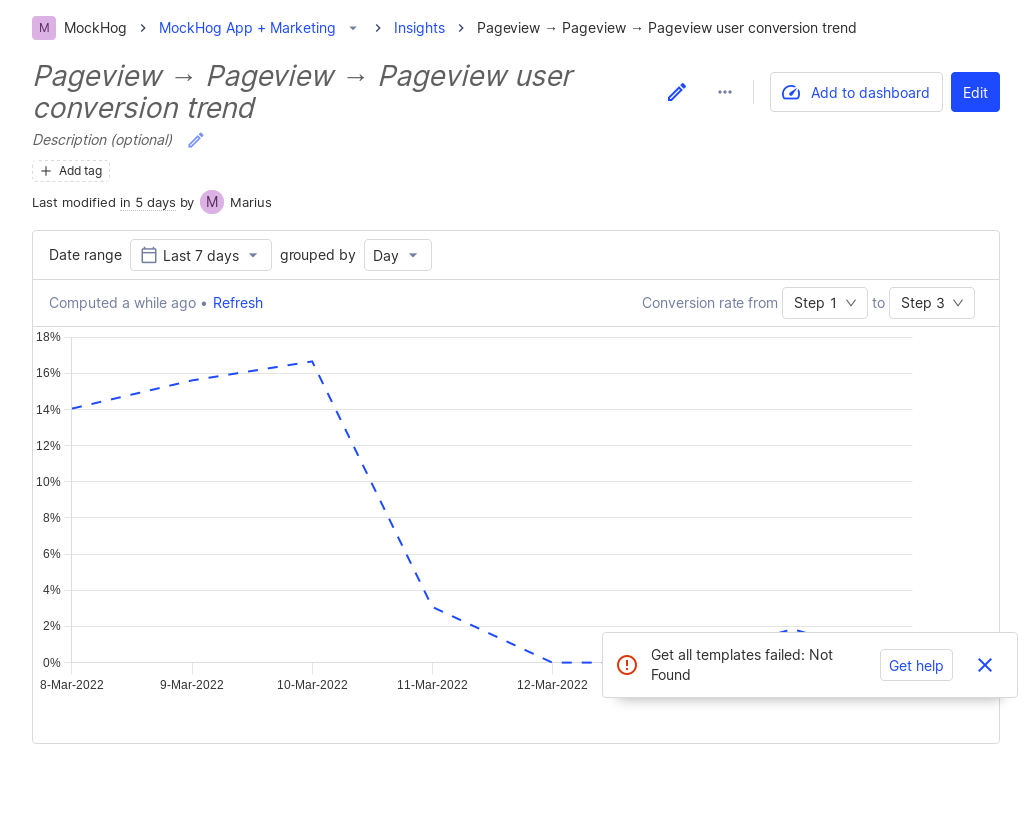 M MockHog > MockHog App + Marketing > Insights > Pageview → Pageview → Pageview user conversion trend
Pageview → Pageview → Pageview user
conversion trend
Add to dashboard
Edit
Description (optional)
+ Add tag
Last modified in 5 days by M Marius
Date range Last 7 days grouped by Day
Computed a while ago • Refresh
Conversion rate from Step 1 to Step 3
18%
16%
14%
12%
10%
8%
6%
4%
2%
0%
8-Mar-2022 9-Mar-2022 10-Mar-2022 11-Mar-2022 12-Mar-2022
Get all templates failed: Not
Found
Get help